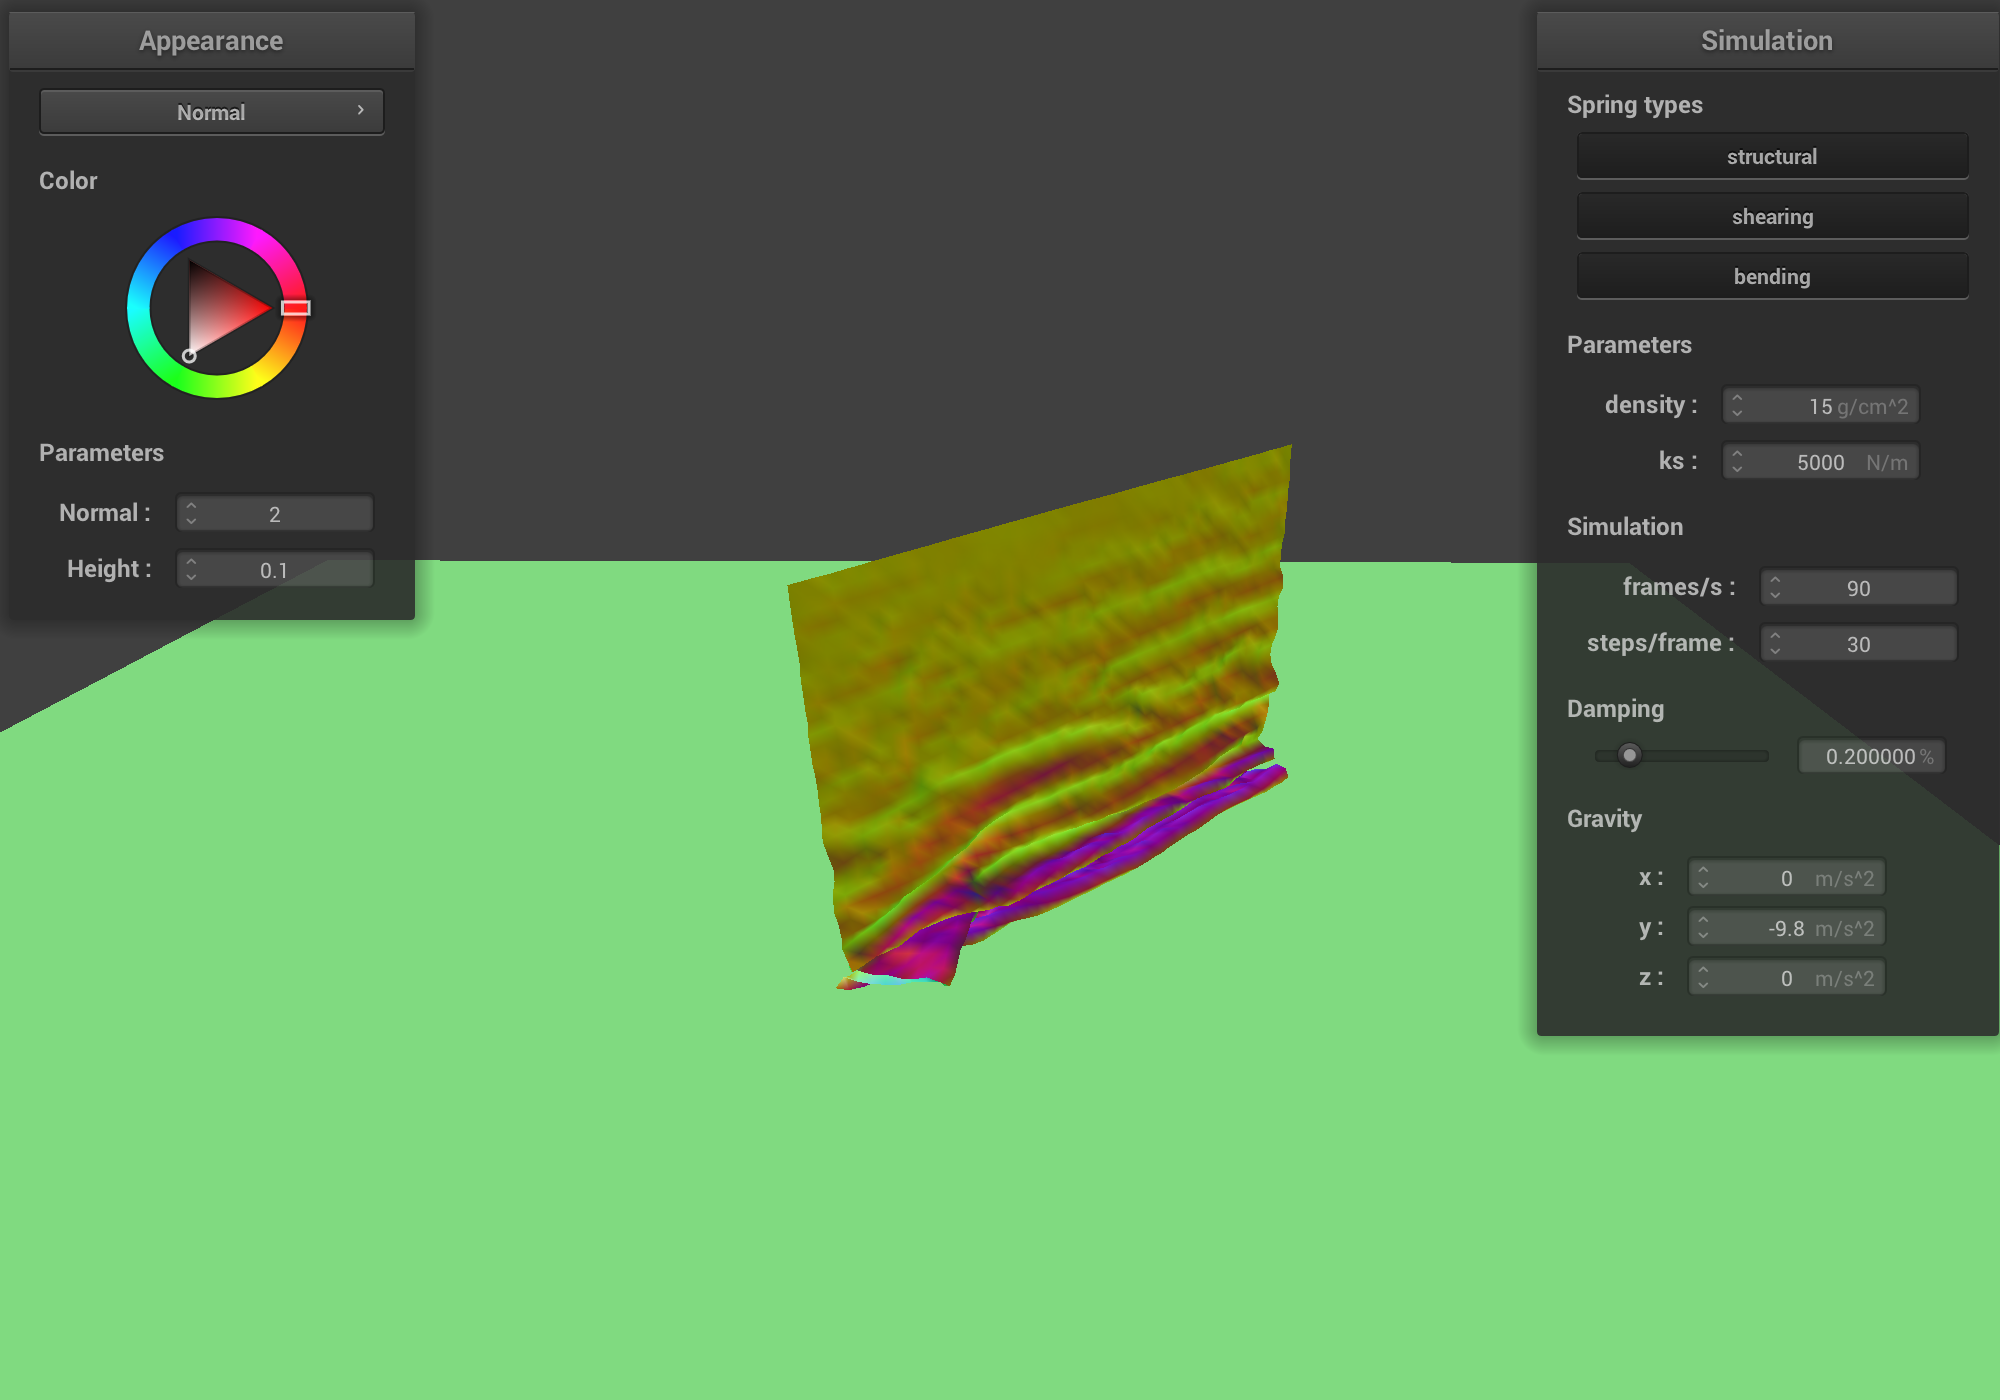 Appearance
Normal
Color
Parameters
Normal : 2
Height : 0.1
Simulation
Spring types
structural
shearing
bending
Parameters
density : 15 g/cm^2
ks : 5000 N/m
Simulation
frames/s : 90
steps/frame : 30
Damping
0.200000 %
Gravity
x : 0 m/s^2
y : -9.8 m/s^2
z : 0 m/s^2